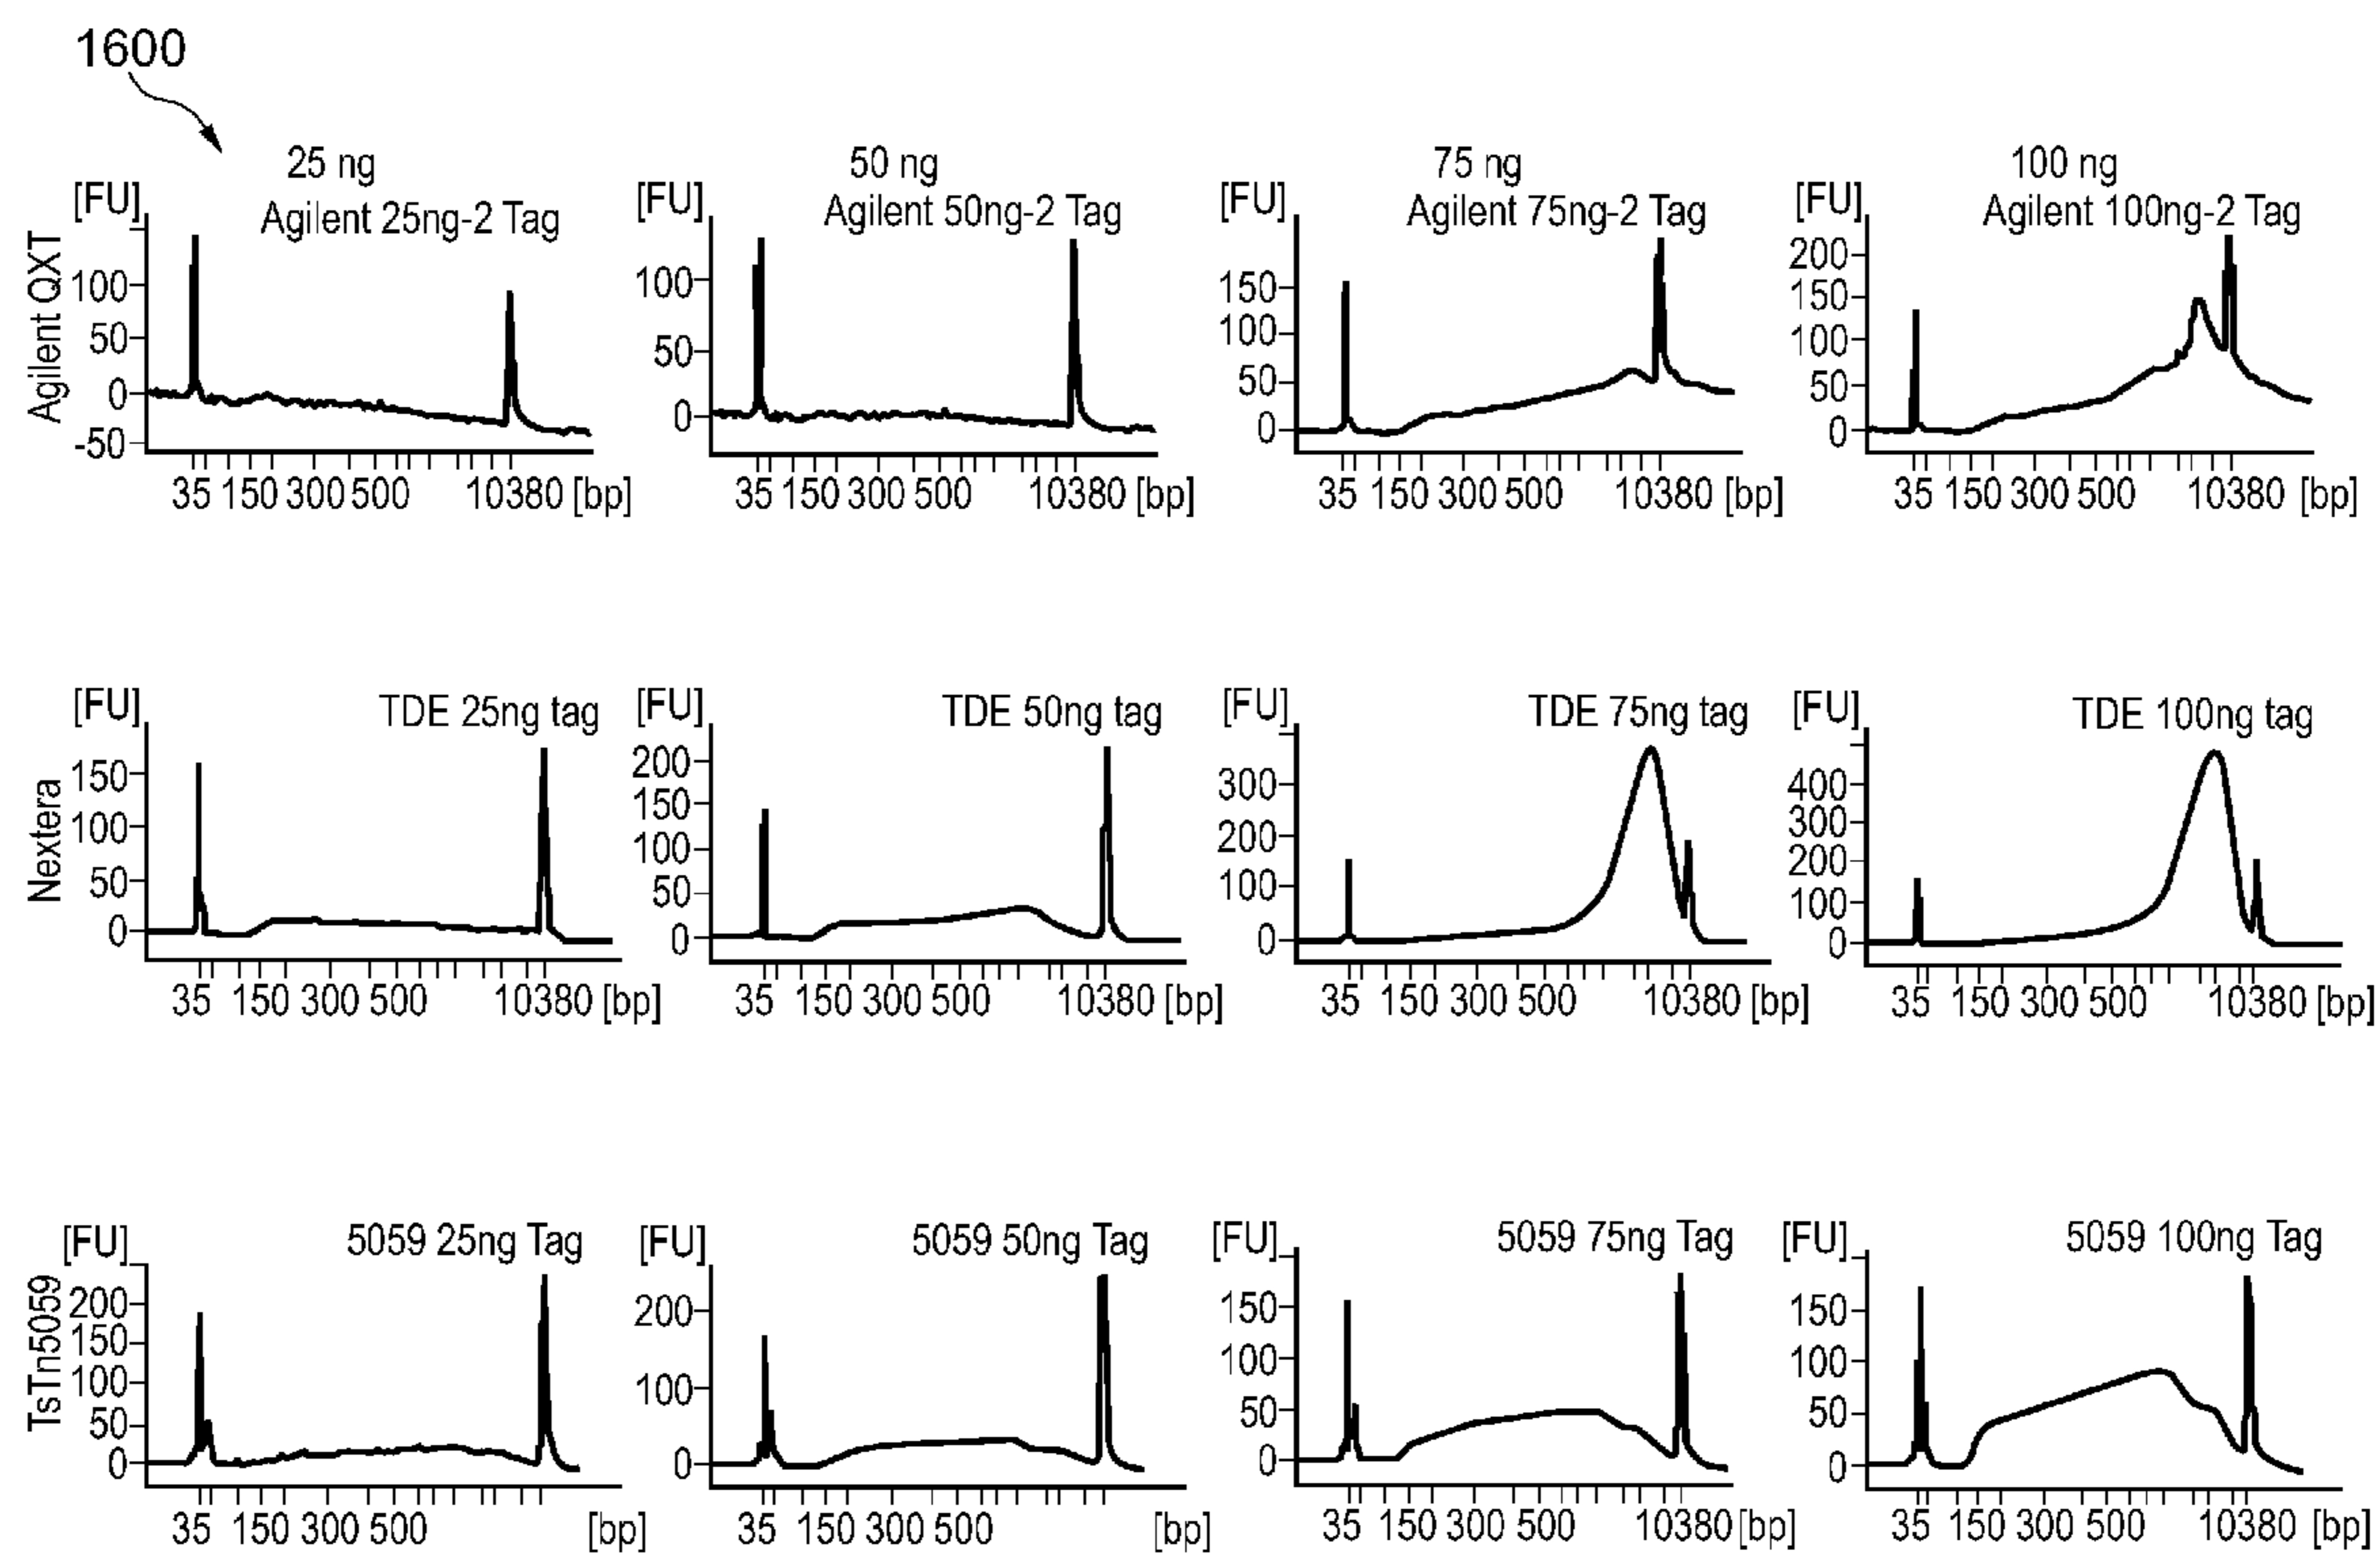 1600
25 ng
50 ng
75 ng
100 ng
Agilent QXT
[FU]
Agilent 25ng-2 Tag
100
50
0
-50
35 150 300 500 10380 [bp]
[FU]
Agilent 50ng-2 Tag
100
50
0
35 150 300 500 10380 [bp]
[FU]
Agilent 75ng-2 Tag
150
100
50
0
35 150 300 500 10380 [bp]
[FU]
Agilent 100ng-2 Tag
200
150
100
50
0
35 150 300 500 10380 [bp]
Nextera
[FU]
TDE 25ng tag
150
100
50
0
35 150 300 500 10380 [bp]
[FU]
TDE 50ng tag
200
150
100
50
0
35 150 300 500 10380 [bp]
[FU]
TDE 75ng tag
300
200
100
0
35 150 300 500 10380 [bp]
[FU]
TDE 100ng tag
400
300
200
100
0
35 150 300 500 10380 [bp]
TsTn5059
[FU]
5059 25ng Tag
200
150
100
50
0
35 150 300 500 [bp]
[FU]
5059 50ng Tag
200
100
0
35 150 300 500 [bp]
[FU]
5059 75ng Tag
150
100
50
0
35 150 300 500 10380 [bp]
[FU]
5059 100ng Tag
150
100
50
0
35 150 300 500 10380 [bp]